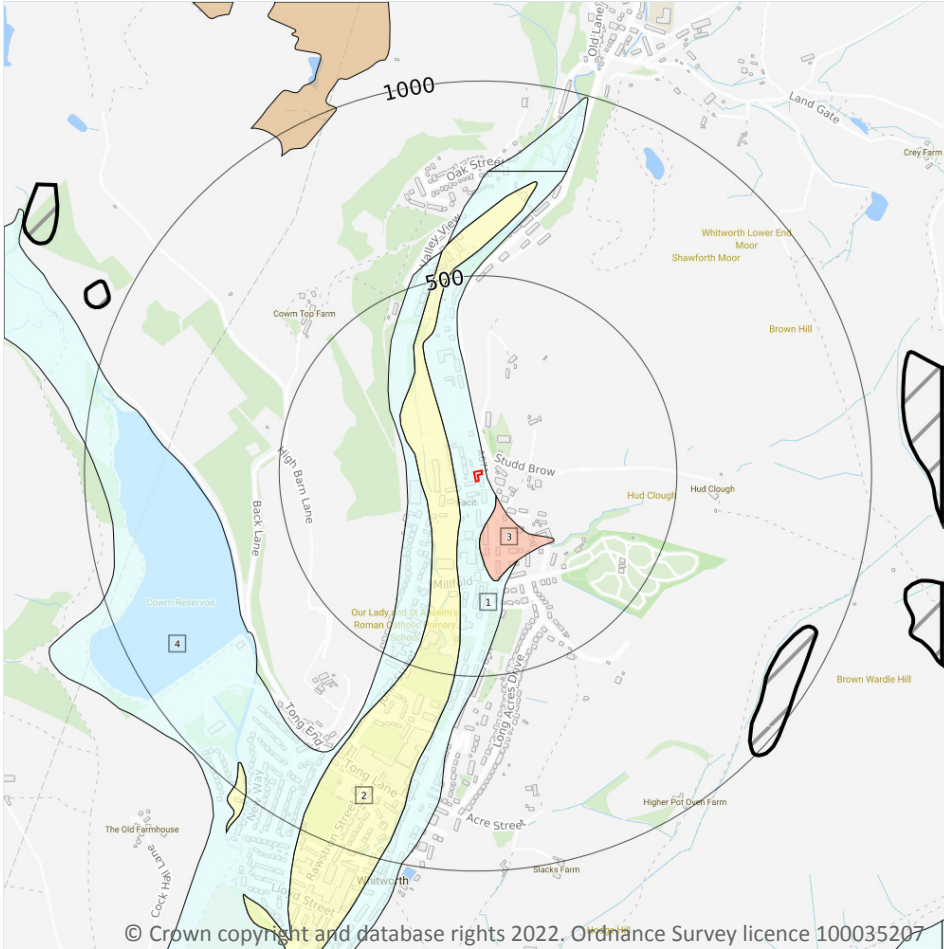 Old Lane
1000
Land Gate
Crey Farm
Oak Street
Valley View
Whitworth Lower End
Moor
Shawforth Moor
500
Cowm Top Farm
Brown Hill
Studd Brow
High Barn Lane
Hud Clough
Hud Clough
Back Lane
3
Millfold
1
Cowm Reservoir
Our Lady and St Anselm's
Roman Catholic Primary
School
4
Brown Wardle Hill
Long Acres Drive
Tong End
Tong Lane
2
Higher Pot Oven Farm
The Old Farmhouse
Acre Street
Rawstron Street
Cock Hall Lane
Slacks Farm
Whitworth
Lloyd Street
© Crown copyright and database rights 2022. Ordnance Survey licence 100035207